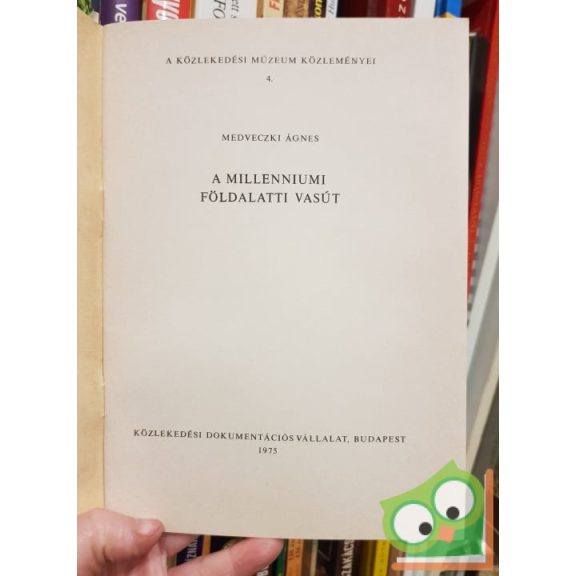 A KÖZLEKEDÉSI MÚZEUM KÖZLEMÉNYEI
4.
MEDVECZKI ÁGNES
A MILLENNIUMI
FÖLDALATTI VASÚT
KÖZLEKEDÉSI DOKUMENTÁCIÓS VÁLLALAT, BUDAPEST
1975